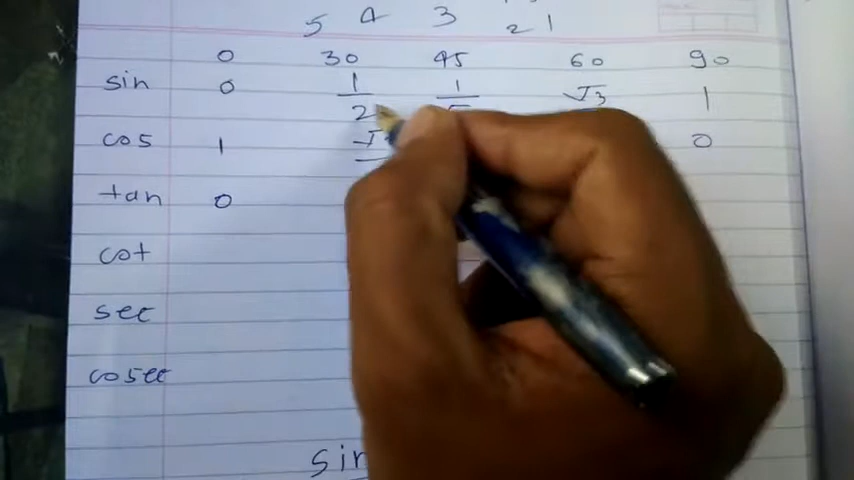 5 4 3 2 1
0 30 45 60 90
sin 0 1/2 1/√ √3 1
cos 1 √ 0
tan 0
cot
sec
cosec
sin